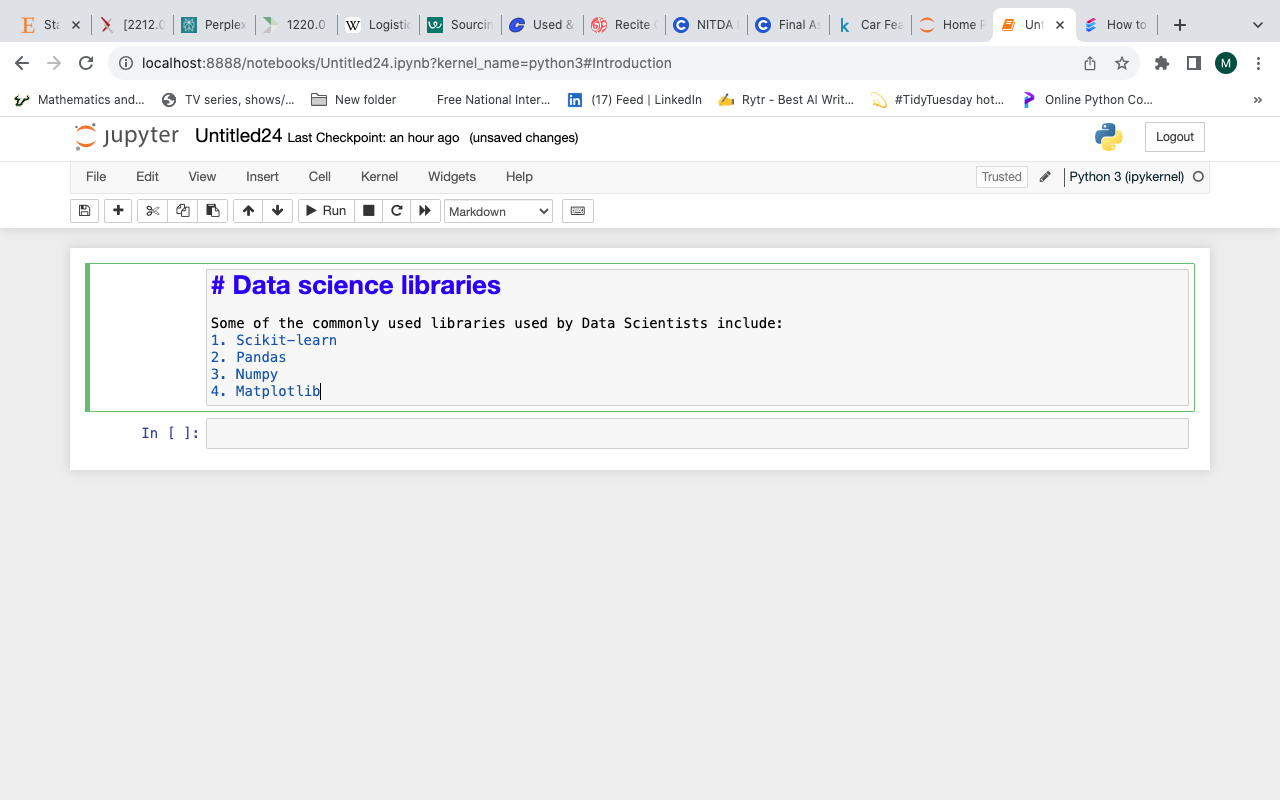 Sta
[2212.0
Perplex
1220.0
Logistic
Sourcin
Used &
Recite
NITDA
Final As
Car Fea
Home P
Unt
How to
localhost:8888/notebooks/Untitled24.ipynb?kernel_name=python3#Introduction
M
Mathematics and... TV series, shows/... New folder Free National Inter... (17) Feed | LinkedIn Rytr - Best AI Writ... #TidyTuesday hot... Online Python Co... »
jupyter Untitled24 Last Checkpoint: an hour ago (unsaved changes) Logout
File Edit View Insert Cell Kernel Widgets Help Trusted Python 3 (ipykernel)
Run Markdown
# Data science libraries
Some of the commonly used libraries used by Data Scientists include:
1. Scikit-learn
2. Pandas
3. Numpy
4. Matplotlib
In [ ]: